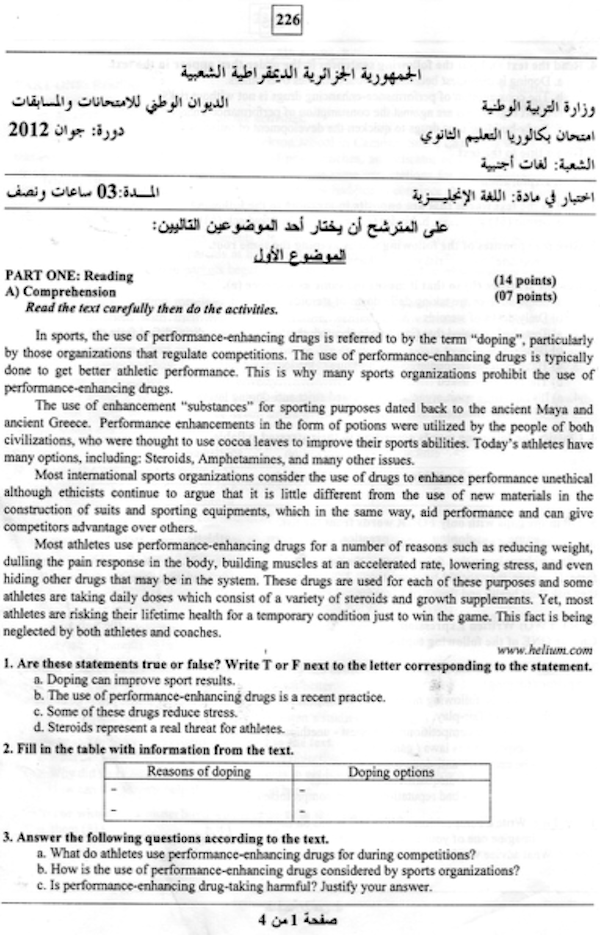 226
الجمهورية الجزائرية الديمقراطية الشعبية
وزارة التربية الوطنية
الديوان الوطني للامتحانات والمسابقات
امتحان بكالوريا التعليم الثانوي
دورة: جوان 2012
الشعبة: لغات أجنبية
اختبار في مادة: اللغة الإنجليزية
المدة: 03 ساعات ونصف
على المترشح أن يختار أحد الموضوعين التاليين:
الموضوع الأول
PART ONE: Reading (14 points)
A) Comprehension (07 points)
Read the text carefully then do the activities.
In sports, the use of performance-enhancing drugs is referred to by the term “doping”, particularly
by those organizations that regulate competitions. The use of performance-enhancing drugs is typically
done to get better athletic performance. This is why many sports organizations prohibit the use of
performance-enhancing drugs.
The use of enhancement “substances” for sporting purposes dated back to the ancient Maya and
ancient Greece. Performance enhancements in the form of potions were utilized by the people of both
civilizations, who were thought to use cocoa leaves to improve their sports abilities. Today’s athletes have
many options, including: Steroids, Amphetamines, and many other issues.
Most international sports organizations consider the use of drugs to enhance performance unethical
although ethicists continue to argue that it is little different from the use of new materials in the
construction of suits and sporting equipments, which in the same way, aid performance and can give
competitors advantage over others.
Most athletes use performance-enhancing drugs for a number of reasons such as reducing weight,
dulling the pain response in the body, building muscles at an accelerated rate, lowering stress, and even
hiding other drugs that may be in the system. These drugs are used for each of these purposes and some
athletes are taking daily doses which consist of a variety of steroids and growth supplements. Yet, most
athletes are risking their lifetime health for a temporary condition just to win the game. This fact is being
neglected by both athletes and coaches.
www.helium.com
1. Are these statements true or false? Write T or F next to the letter corresponding to the statement.
a. Doping can improve sport results.
b. The use of performance-enhancing drugs is a recent practice.
c. Some of these drugs reduce stress.
d. Steroids represent a real threat for athletes.
2. Fill in the table with information from the text.
Reasons of doping Doping options
- -
- -
3. Answer the following questions according to the text.
a. What do athletes use performance-enhancing drugs for during competitions?
b. How is the use of performance-enhancing drugs considered by sports organizations?
c. Is performance-enhancing drug-taking harmful? Justify your answer.
صفحة 1 من 4